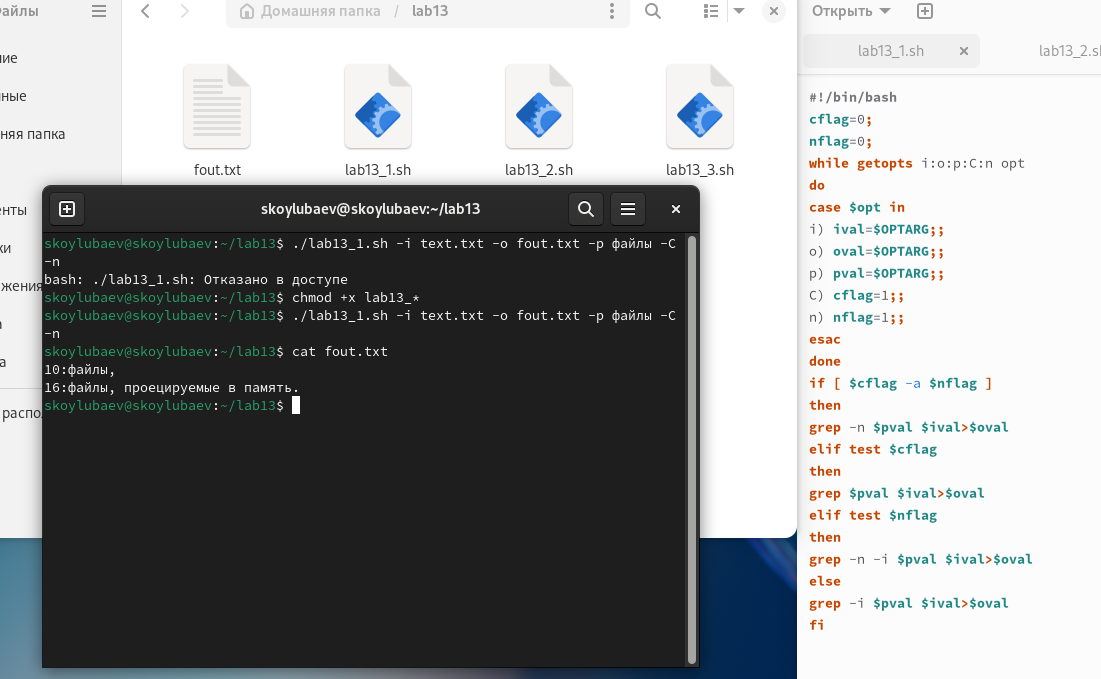 айлы
Домашняя папка / lab13
Открыть
ние
нные
няя папка
енты
ки
жения
а
а
распо
fout.txt
lab13_1.sh
lab13_2.sh
lab13_3.sh
skoylubaev@skoylubaev:~/lab13
skoylubaev@skoylubaev:~/lab13$ ./lab13_1.sh -i text.txt -o fout.txt -p файлы -C
-n
bash: ./lab13_1.sh: Отказано в доступе
skoylubaev@skoylubaev:~/lab13$ chmod +x lab13_*
skoylubaev@skoylubaev:~/lab13$ ./lab13_1.sh -i text.txt -o fout.txt -p файлы -C
-n
skoylubaev@skoylubaev:~/lab13$ cat fout.txt
10:файлы,
16:файлы, проецируемые в память.
skoylubaev@skoylubaev:~/lab13$
lab13_1.sh
lab13_2.sh
#!/bin/bash
cflag=0;
nflag=0;
while getopts i:o:p:C:n opt
do
case $opt in
i) ival=$OPTARG;;
o) oval=$OPTARG;;
p) pval=$OPTARG;;
C) cflag=1;;
n) nflag=1;;
esac
done
if [ $cflag -a $nflag ]
then
grep -n $pval $ival>$oval
elif test $cflag
then
grep $pval $ival>$oval
elif test $nflag
then
grep -n -i $pval $ival>$oval
else
grep -i $pval $ival>$oval
fi